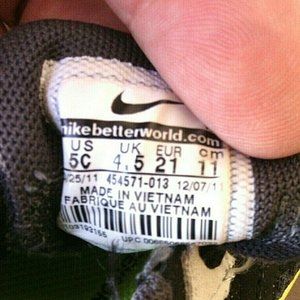 nikebetterworld.com
US UK EUR cm
5C 4.5 21 11
/25/11 454571-013 12/07/11
MADE IN VIETNAM
FABRIQUE AU VIETNAM